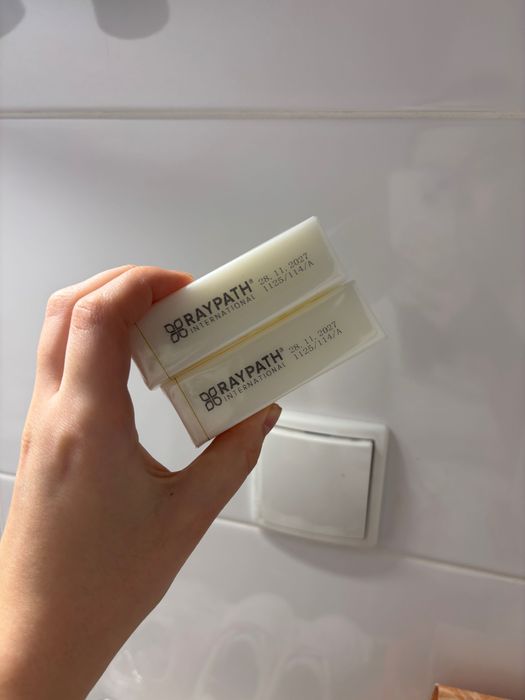 RAYPATH®
INTERNATIONAL
28.11.2027
1125/114/A
RAYPATH®
INTERNATIONAL
28.11.2027
1125/114/A